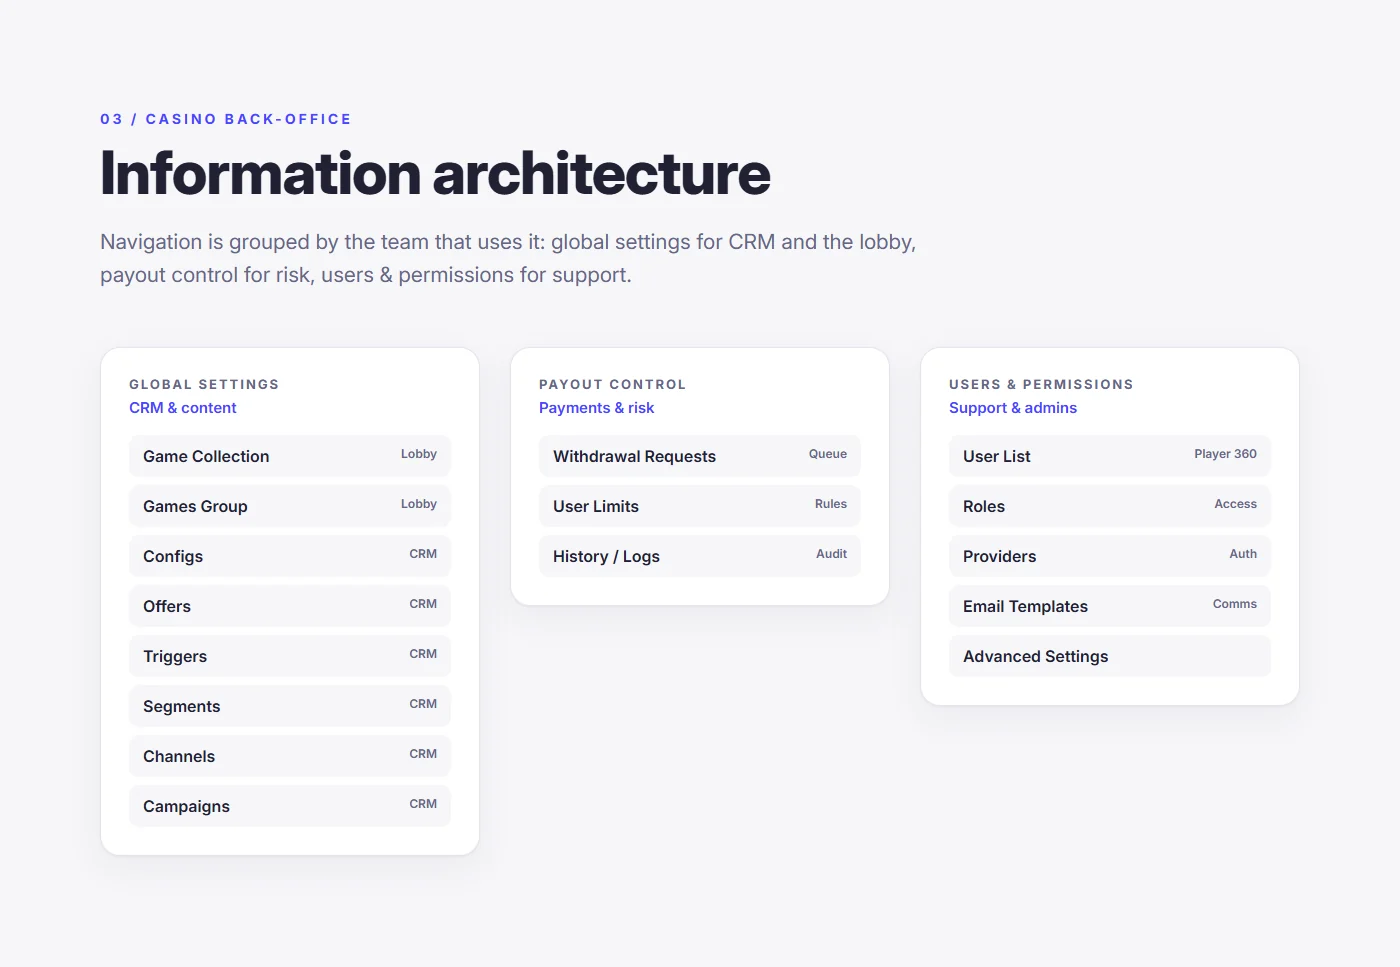 03 / CASINO BACK-OFFICE
Information architecture
Navigation is grouped by the team that uses it: global settings for CRM and the lobby,
payout control for risk, users & permissions for support.
GLOBAL SETTINGS
CRM & content
Game Collection Lobby
Games Group Lobby
Configs CRM
Offers CRM
Triggers CRM
Segments CRM
Channels CRM
Campaigns CRM
PAYOUT CONTROL
Payments & risk
Withdrawal Requests Queue
User Limits Rules
History / Logs Audit
USERS & PERMISSIONS
Support & admins
User List Player 360
Roles Access
Providers Auth
Email Templates Comms
Advanced Settings